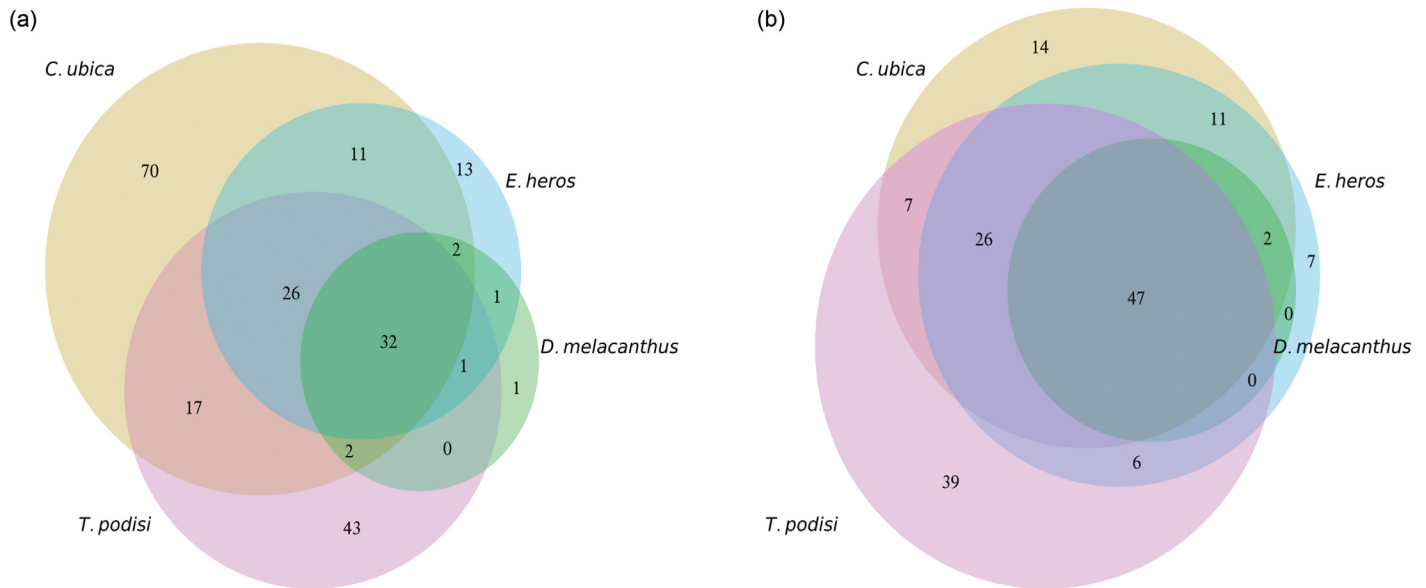 (a)
C. ubica
70
11
13
E. heros
2
26
1
32
D. melacanthus
1
1
17
2
0
T. podisi
43
(b)
14
C. ubica
11
E. heros
7
26
2
7
47
0
D. melacanthus
0
6
39
T. podisi